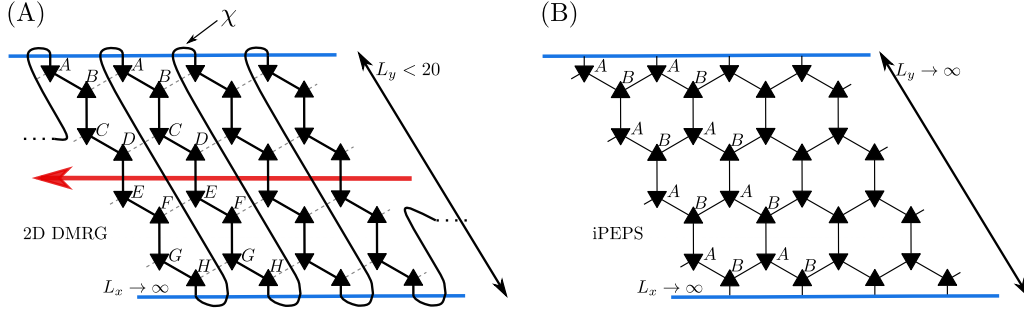 (A)
χ
A A
B B
L_y < 20
C C
D D
E E
F F
2D DMRG
G G
H H
L_x → ∞
(B)
A A
B B
L_y → ∞
A A
B B
A A
B B
iPEPS
A A
B B
L_x → ∞